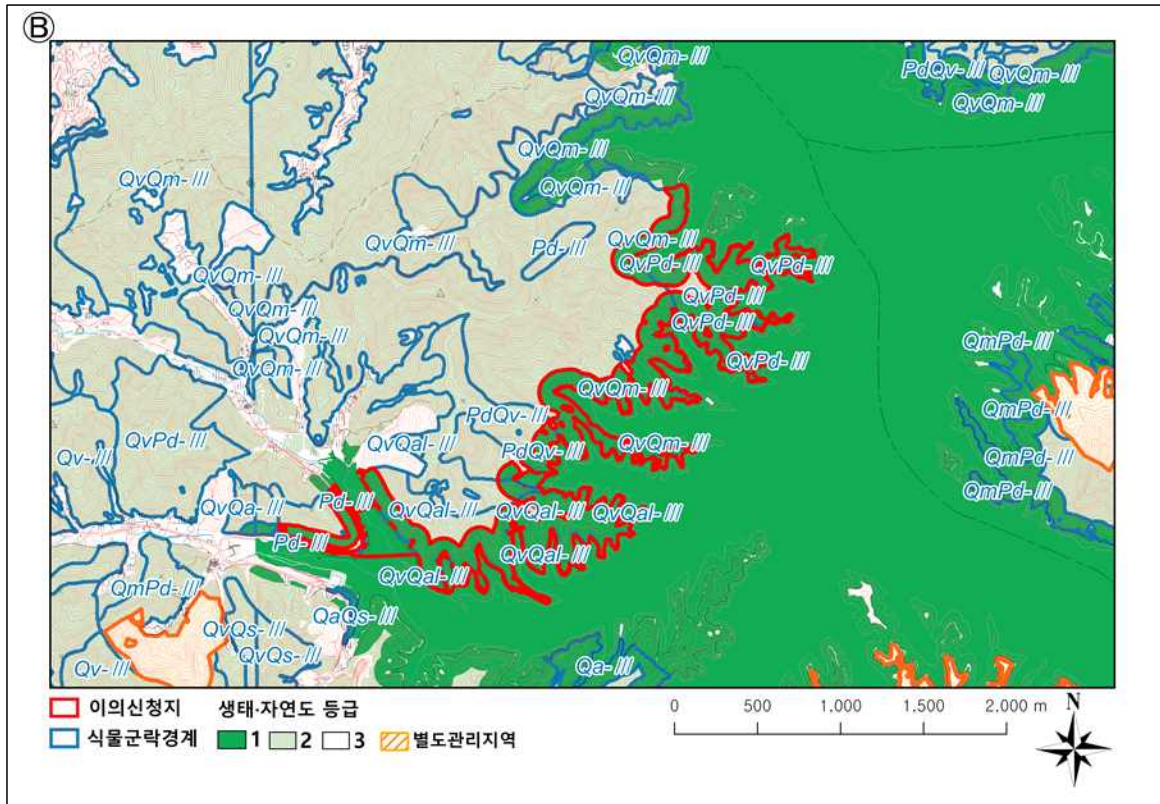 Ⓑ
QvQm-III
PdQv-III
QvQm-III
QvQm-III
QvQm-III
QvQm-III
QvQm-III
QvQm-III
QvQm-III
QvQm-III
Pd-III
QvPd-III
QvPd-III
QvQm-III
QvPd-III
QvQm-III
QvPd-III
QvQm-III
QmPd-III
QvQm-III
QvPd-III
QvQm-III
QmPd-III
PdQv-III
QvPd-III
QvQal-III
QvQm-III
Qv-III
PdQv-III
QmPd-III
QmPd-III
Pd-III
QvQa-III
QvQal-III
QvQal-III
QvQal-III
Pd-III
QvQal-III
QvQal-III
QmPd-III
QaQs-III
QvQs-III
QvQs-III
Qv-III
Qa-III
이의신청지 생태·자연도 등급
식물군락경계 1 2 3 별도관리지역
0 500 1.000 1.500 2.000 m
N